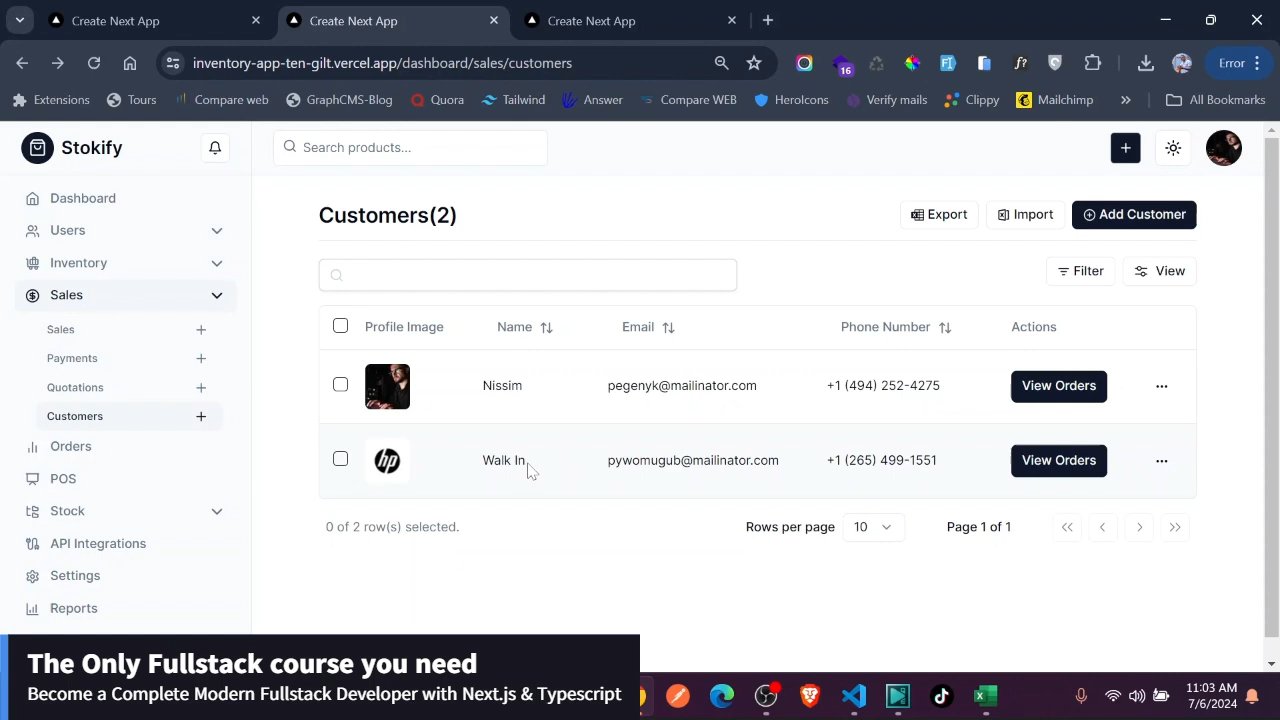 Create Next App
Create Next App
Create Next App
inventory-app-ten-gilt.vercel.app/dashboard/sales/customers
16
f?
Error
Extensions
Tours
Compare web
GraphCMS-Blog
Quora
Tailwind
Answer
Compare WEB
HeroIcons
Verify mails
Clippy
Mailchimp
»
All Bookmarks
Stokify
Search products...
Dashboard
Users
Inventory
Sales
Sales
Payments
Quotations
Customers
Orders
POS
Stock
API Integrations
Settings
Reports
Customers(2)
Export
Import
Add Customer
Filter
View
Profile Image
Name
Email
Phone Number
Actions
Nissim
pegenyk@mailinator.com
+1 (494) 252-4275
View Orders
hp
Walk In
pywomugub@mailinator.com
+1 (265) 499-1551
View Orders
0 of 2 row(s) selected.
Rows per page
10
Page 1 of 1
The Only Fullstack course you need
Become a Complete Modern Fullstack Developer with Next.js & Typescript
11:03 AM
7/6/2024